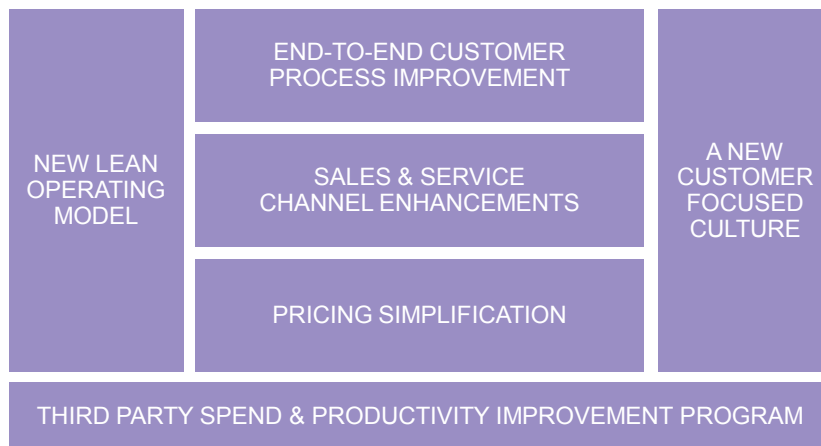 NEW LEAN
OPERATING
MODEL
END-TO-END CUSTOMER
PROCESS IMPROVEMENT
SALES & SERVICE
CHANNEL ENHANCEMENTS
PRICING SIMPLIFICATION
A NEW
CUSTOMER
FOCUSED
CULTURE
THIRD PARTY SPEND & PRODUCTIVITY IMPROVEMENT PROGRAM